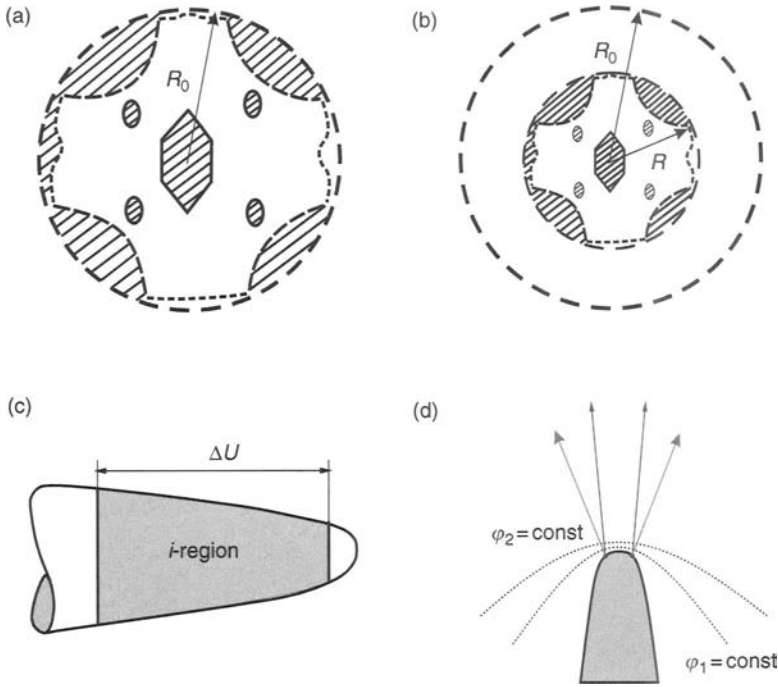 (a)
R₀
(b)
R₀
R
(c)
ΔU
i-region
(d)
φ₂ = const
φ₁ = const